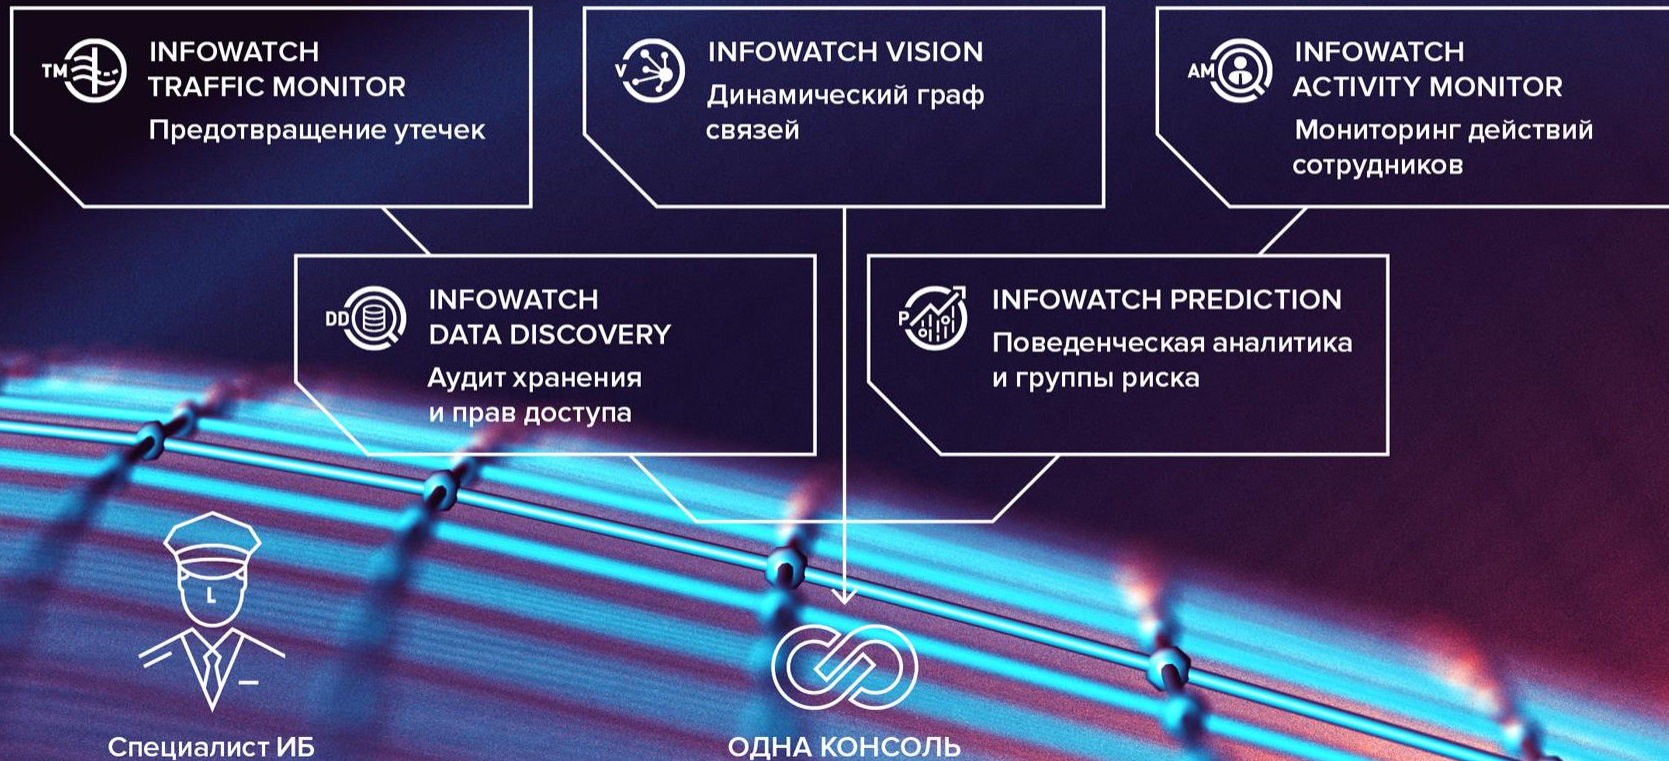 TM
INFOWATCH
TRAFFIC MONITOR
Предотвращение утечек
V
INFOWATCH VISION
Динамический граф
связей
AM
INFOWATCH
ACTIVITY MONITOR
Мониторинг действий
сотрудников
DD
INFOWATCH
DATA DISCOVERY
Аудит хранения
и прав доступа
P
INFOWATCH PREDICTION
Поведенческая аналитика
и группы риска
Специалист ИБ
ОДНА КОНСОЛЬ